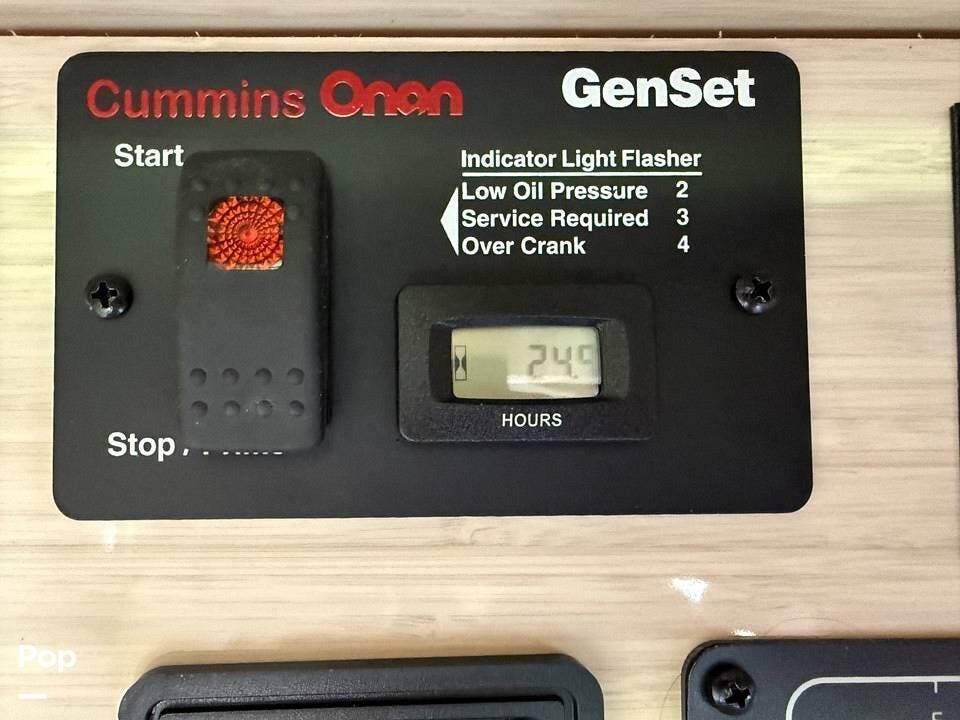 Cummins Onan GenSet
Start
Indicator Light Flasher
Low Oil Pressure 2
Service Required 3
Over Crank 4
24.9
HOURS
Stop /
Pop